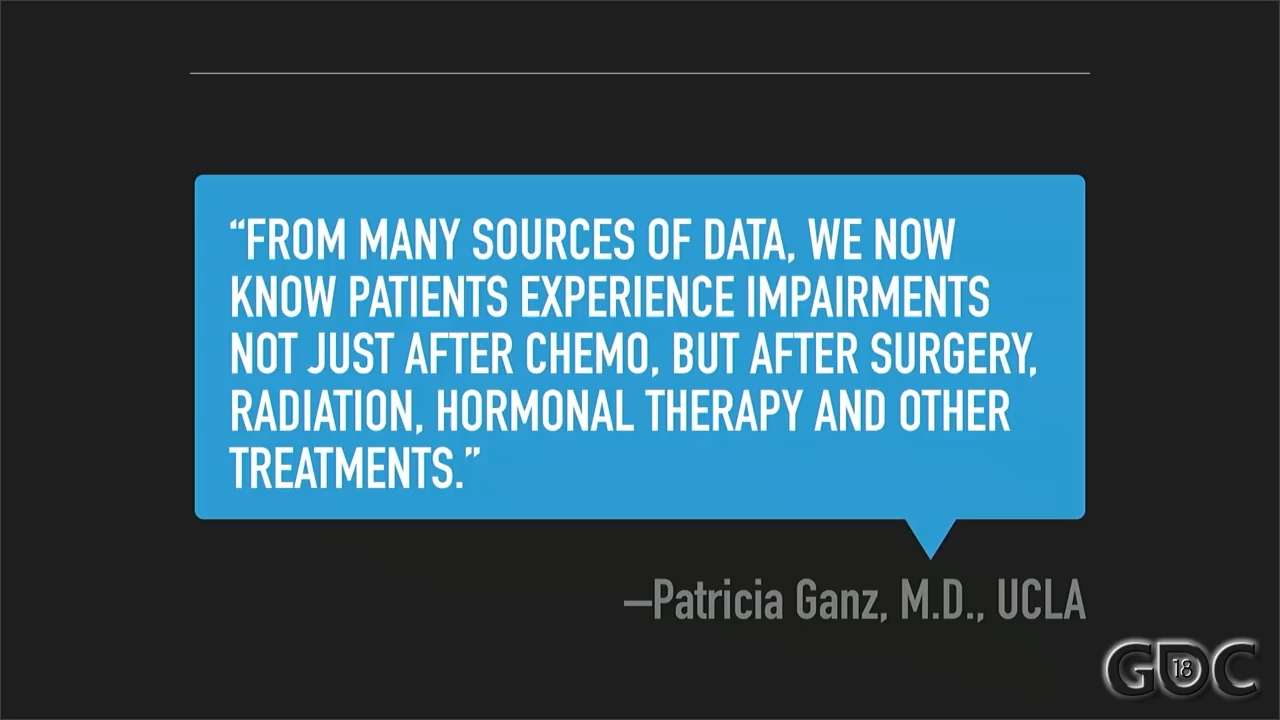 “FROM MANY SOURCES OF DATA, WE NOW
KNOW PATIENTS EXPERIENCE IMPAIRMENTS
NOT JUST AFTER CHEMO, BUT AFTER SURGERY,
RADIATION, HORMONAL THERAPY AND OTHER
TREATMENTS.”
—Patricia Ganz, M.D., UCLA
GDC
18